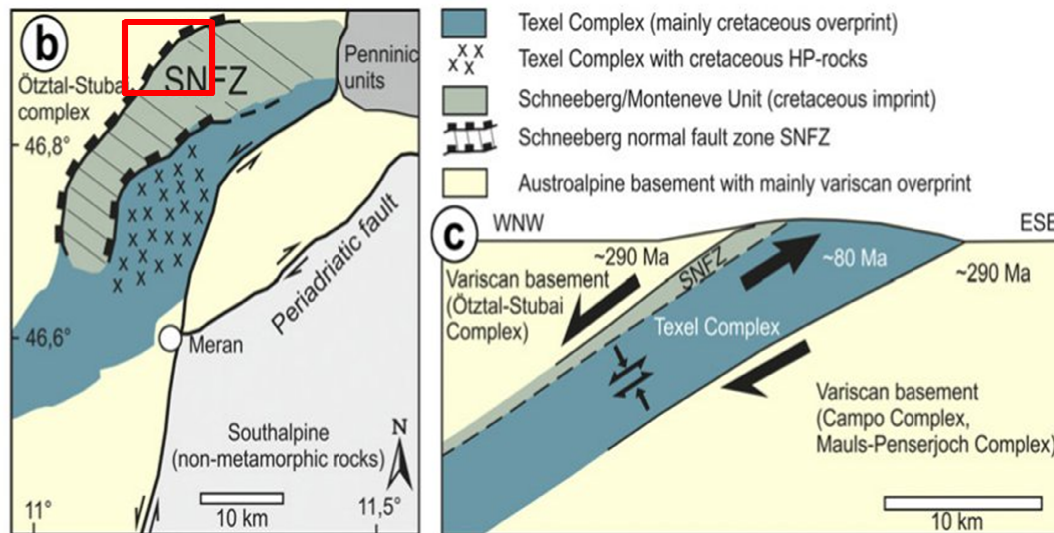 b
SNFZ
Penninic
units
Ötztal-Stubai
complex
46,8°
46,6°
Meran
Periadriatic fault
Southalpine
(non-metamorphic rocks)
N
11°
10 km
11,5°
Texel Complex (mainly cretaceous overprint)
Texel Complex with cretaceous HP-rocks
Schneeberg/Monteneve Unit (cretaceous imprint)
Schneeberg normal fault zone SNFZ
Austroalpine basement with mainly variscan overprint
c
WNW
ESE
~290 Ma
SNFZ
~80 Ma
~290 Ma
Variscan basement
(Ötztal-Stubai
Complex)
Texel Complex
Variscan basement
(Campo Complex,
Mauls-Penserjoch Complex)
10 km